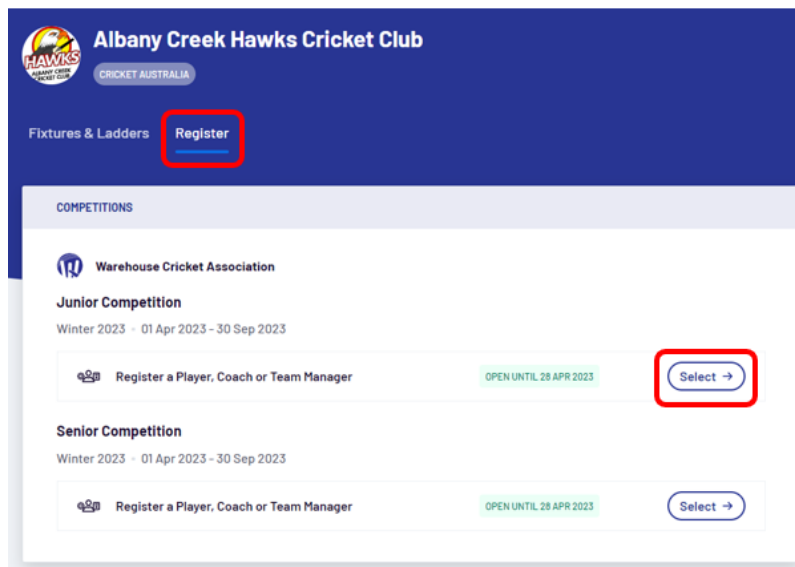 Albany Creek Hawks Cricket Club
HAWKS
ALBANY CREEK
CRICKET CLUB
CRICKET AUSTRALIA
Fixtures & Ladders Register
COMPETITIONS
Warehouse Cricket Association
Junior Competition
Winter 2023 • 01 Apr 2023 - 30 Sep 2023
Register a Player, Coach or Team Manager OPEN UNTIL 28 APR 2023 Select →
Senior Competition
Winter 2023 • 01 Apr 2023 - 30 Sep 2023
Register a Player, Coach or Team Manager OPEN UNTIL 28 APR 2023 Select →